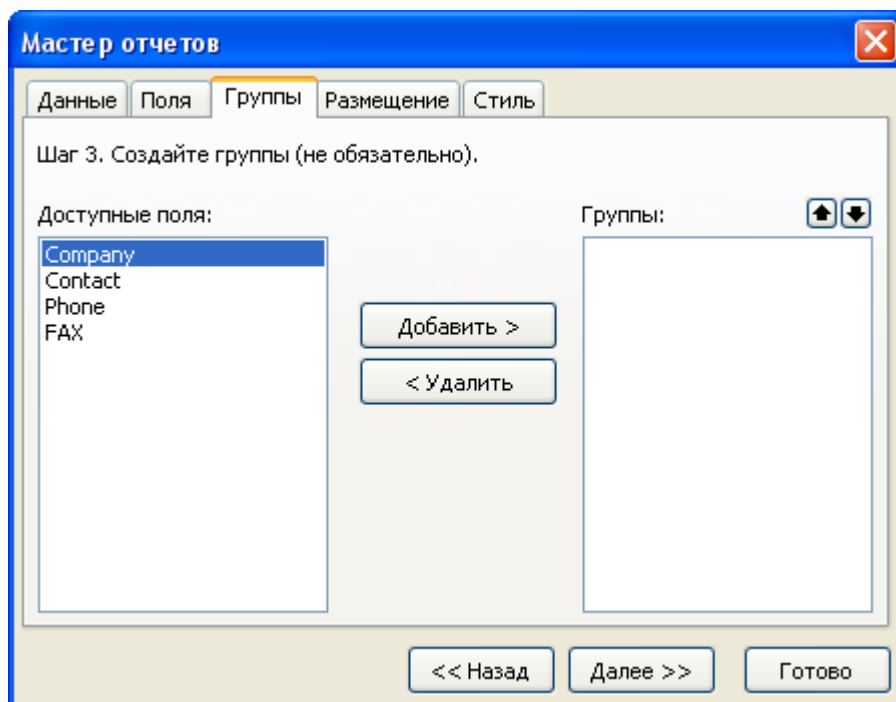 Мастер отчетов
Данные Поля Группы Размещение Стиль
Шаг 3. Создайте группы (не обязательно).
Доступные поля: Группы:
Company
Contact
Phone
FAX
Добавить >
< Удалить
<< Назад Далее >> Готово